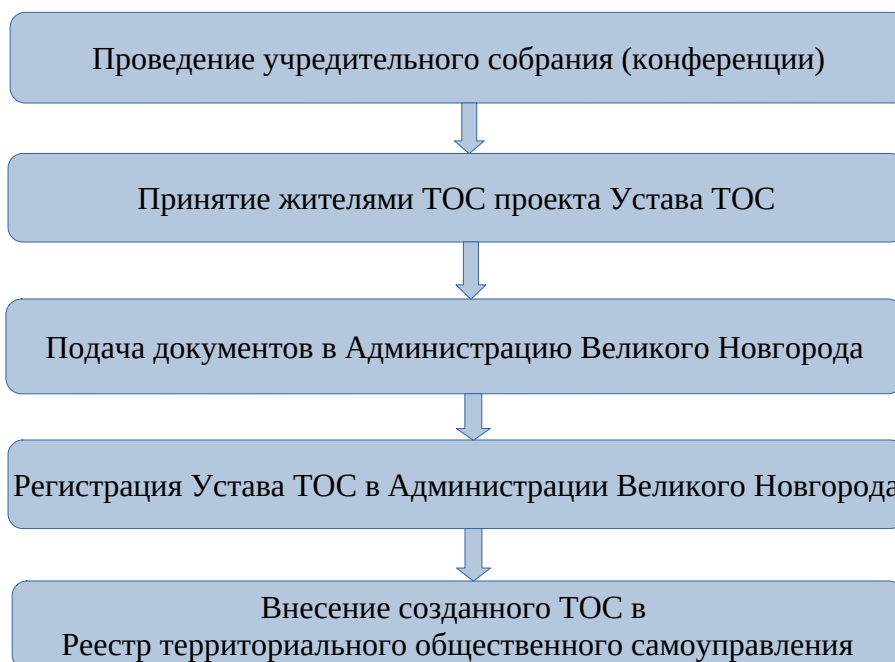 Проведение учредительного собрания (конференции)
Принятие жителями ТОС проекта Устава ТОС
Подача документов в Администрацию Великого Новгорода
Регистрация Устава ТОС в Администрации Великого Новгорода
Внесение созданного ТОС в
Реестр территориального общественного самоуправления